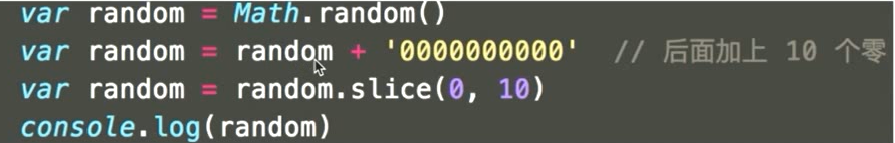 var random = Math.random()
var random = random + '0000000000'  // 后面加上 10 个零
var random = random.slice(0, 10)
console.log(random)